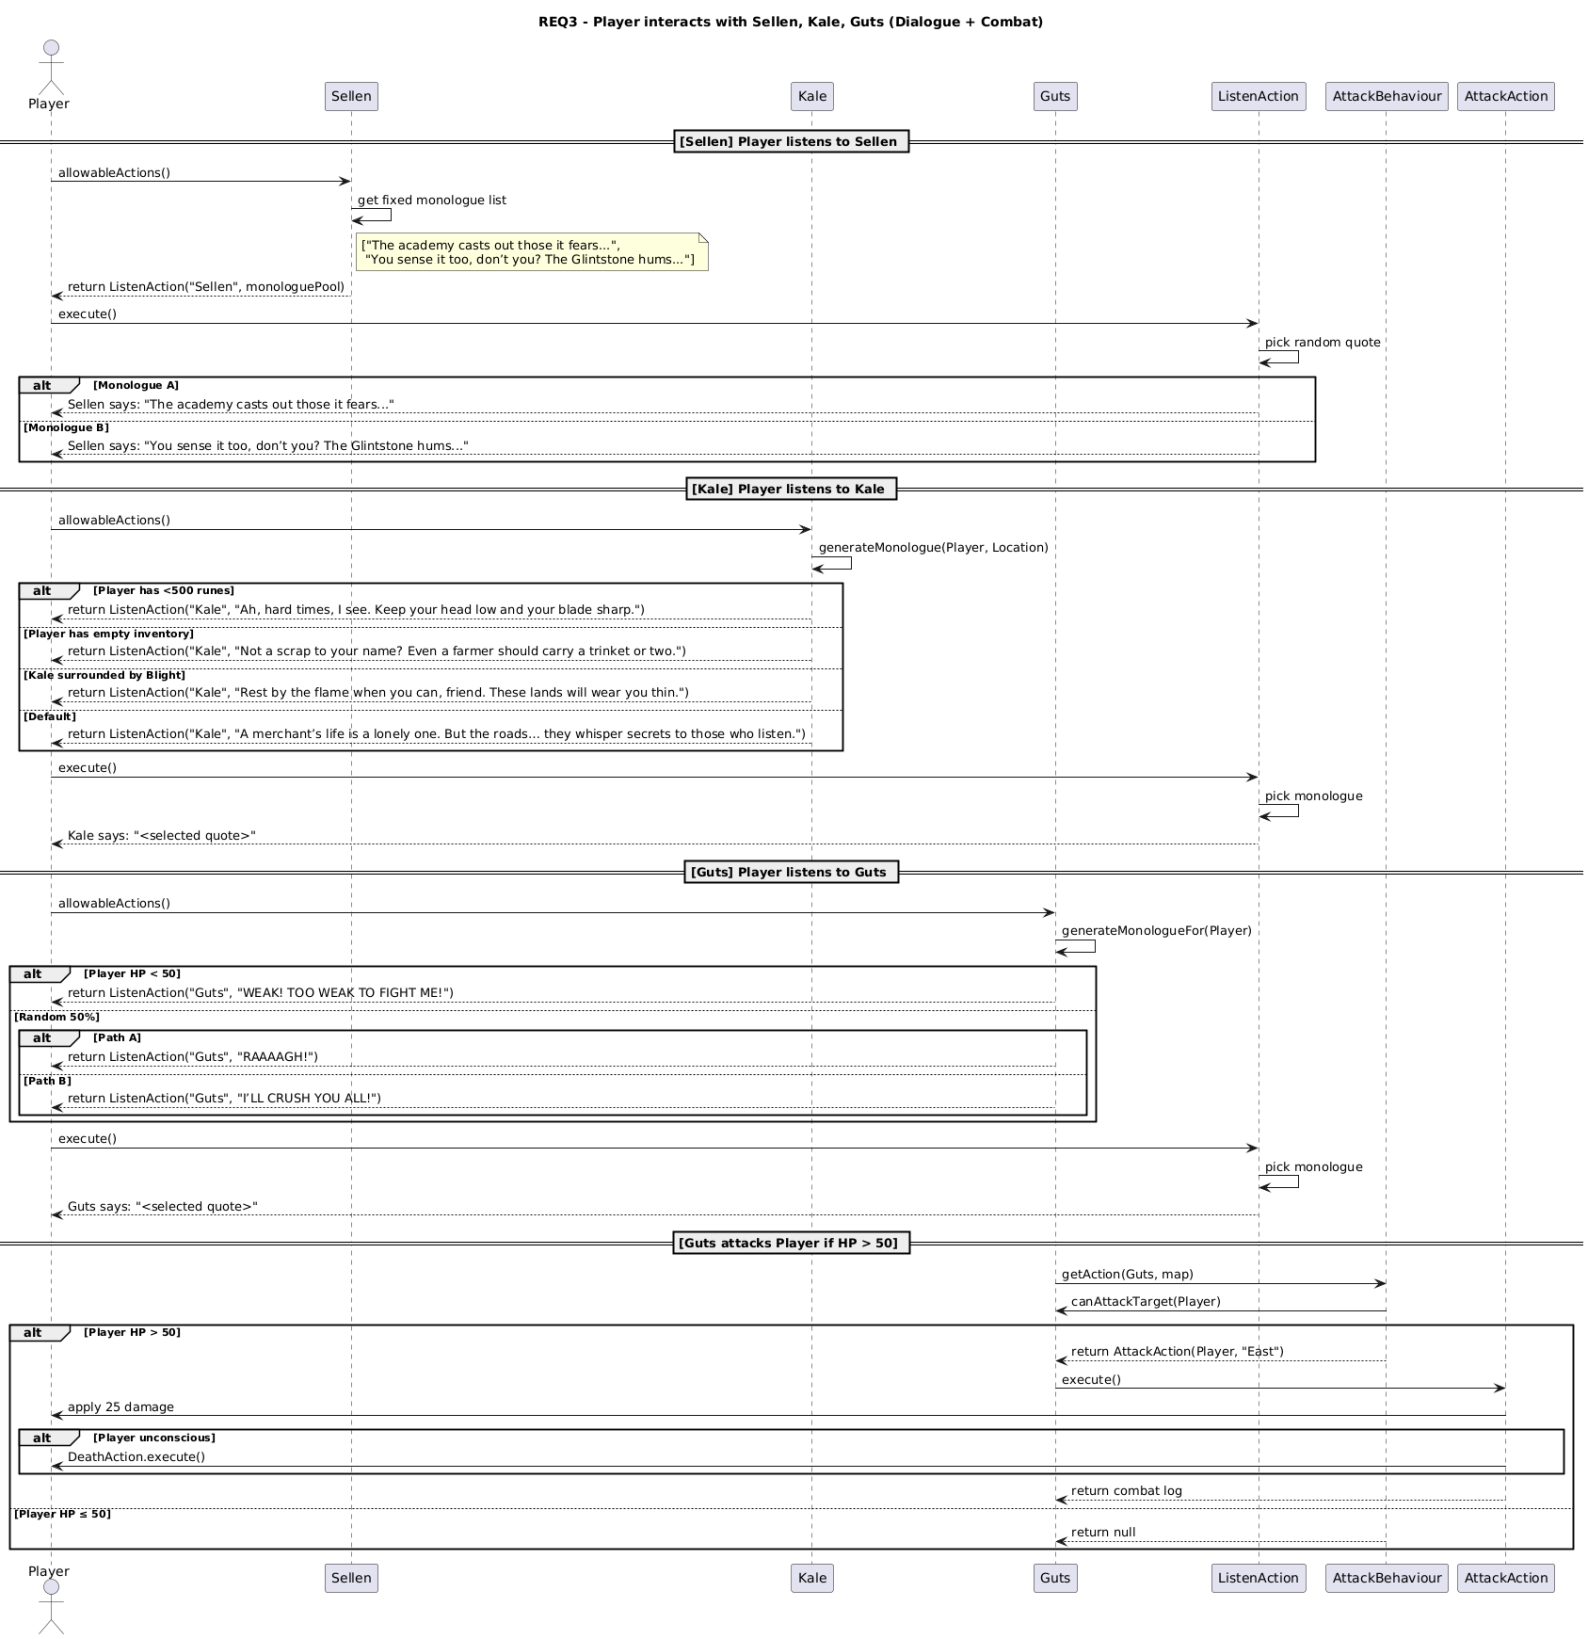 REQ3 - Player interacts with Sellen, Kale, Guts (Dialogue + Combat)
Player
Sellen
Kale
Guts
ListenAction
AttackBehaviour
AttackAction
[Sellen] Player listens to Sellen
allowableActions()
get fixed monologue list
["The academy casts out those it fears...",
"You sense it too, don’t you? The Glintstone hums..."]
return ListenAction("Sellen", monologuePool)
execute()
pick random quote
alt
[Monologue A]
Sellen says: "The academy casts out those it fears..."
[Monologue B]
Sellen says: "You sense it too, don’t you? The Glintstone hums..."
[Kale] Player listens to Kale
allowableActions()
generateMonologue(Player, Location)
alt
[Player has <500 runes]
return ListenAction("Kale", "Ah, hard times, I see. Keep your head low and your blade sharp.")
[Player has empty inventory]
return ListenAction("Kale", "Not a scrap to your name? Even a farmer should carry a trinket or two.")
[Kale surrounded by Blight]
return ListenAction("Kale", "Rest by the flame when you can, friend. These lands will wear you thin.")
[Default]
return ListenAction("Kale", "A merchant’s life is a lonely one. But the roads… they whisper secrets to those who listen.")
execute()
pick monologue
Kale says: "<selected quote>"
[Guts] Player listens to Guts
allowableActions()
generateMonologueFor(Player)
alt
[Player HP < 50]
return ListenAction("Guts", "WEAK! TOO WEAK TO FIGHT ME!")
[Random 50%]
alt
[Path A]
return ListenAction("Guts", "RAAAAGH!")
[Path B]
return ListenAction("Guts", "I’LL CRUSH YOU ALL!")
execute()
pick monologue
Guts says: "<selected quote>"
[Guts attacks Player if HP > 50]
getAction(Guts, map)
canAttackTarget(Player)
alt
[Player HP > 50]
return AttackAction(Player, "East")
execute()
apply 25 damage
alt
[Player unconscious]
DeathAction.execute()
return combat log
[Player HP ≤ 50]
return null
Player
Sellen
Kale
Guts
ListenAction
AttackBehaviour
AttackAction